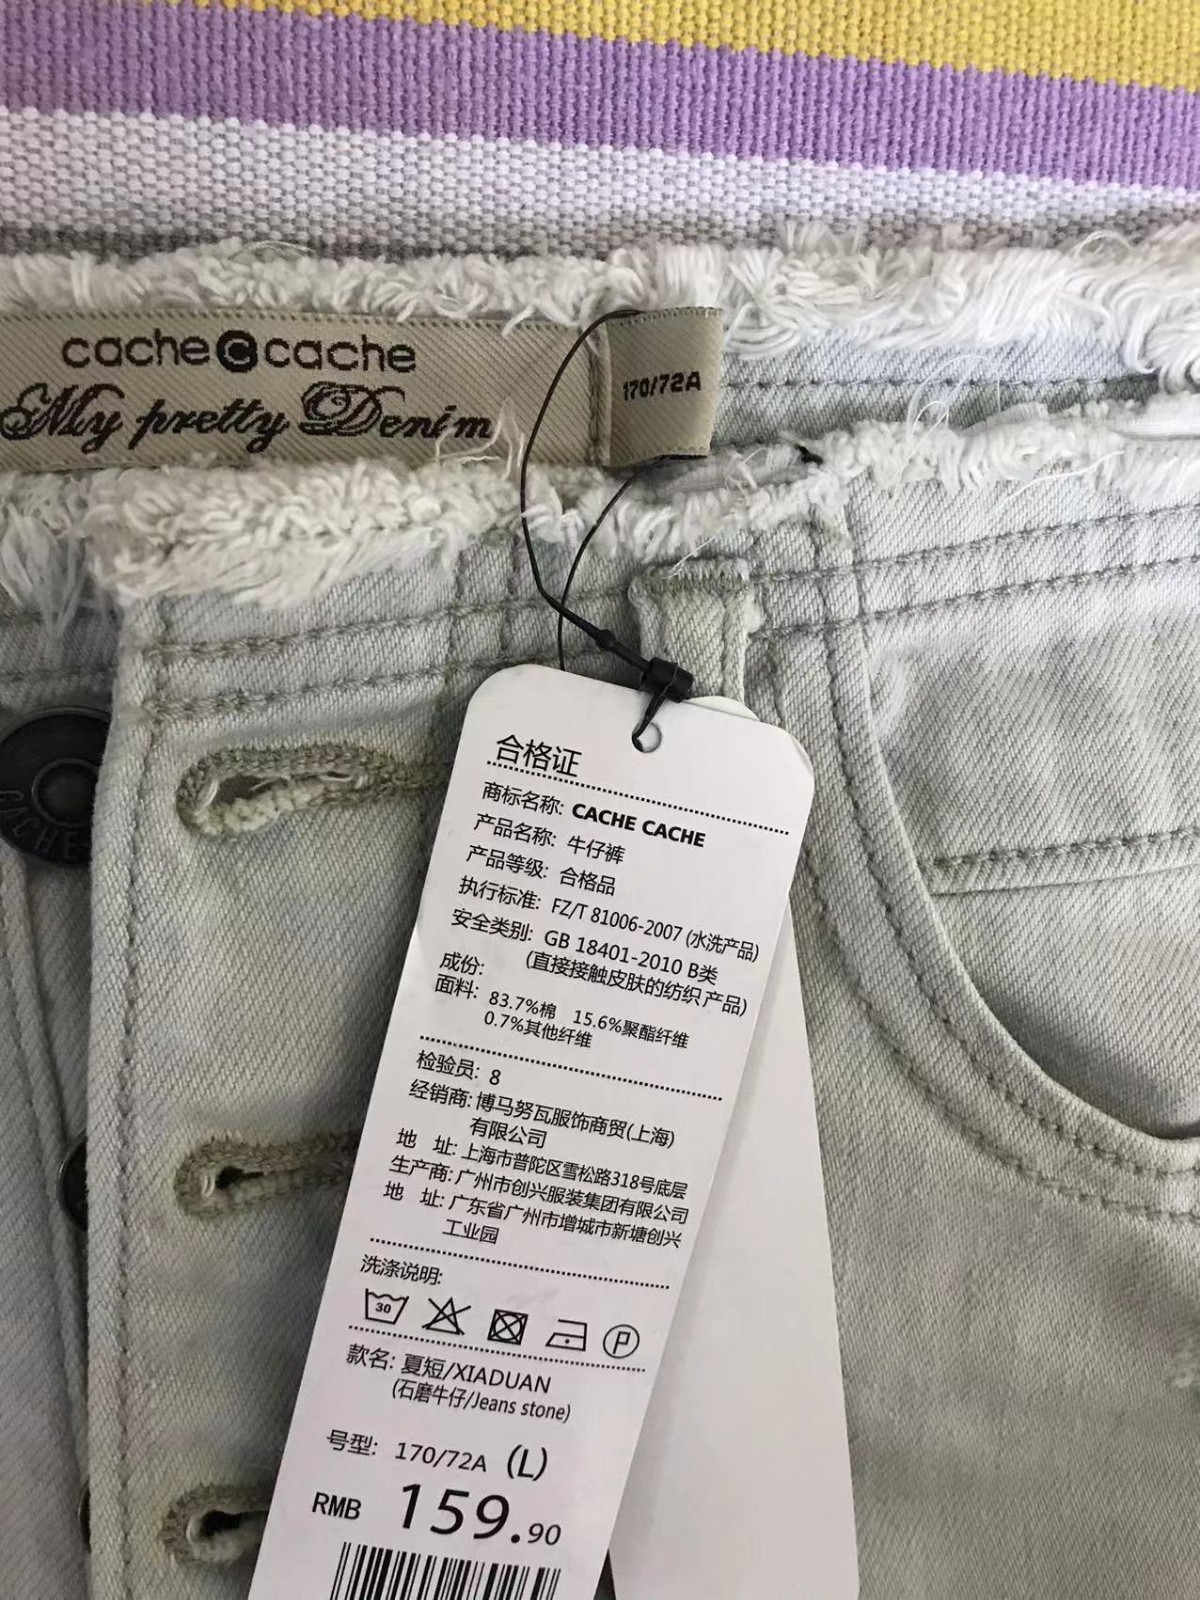 cache c cache
My pretty Denim
170/72A
CACHE
合格证
商标名称: CACHE CACHE
产品名称: 牛仔裤
产品等级: 合格品
执行标准: FZ/T 81006-2007 (水洗产品)
安全类别: GB 18401-2010 B类
(直接接触皮肤的纺织产品)
成份:
面料: 83.7%棉 15.6%聚酯纤维
0.7%其他纤维
检验员: 8
经销商: 博马努瓦服饰商贸(上海)
有限公司
地 址: 上海市普陀区雪松路318号底层
生产商: 广州市创兴服装集团有限公司
地 址: 广东省广州市增城市新塘创兴
工业园
洗涤说明:
30 P
款名: 夏短/XIADUAN
(石磨牛仔/Jeans stone)
号型: 170/72A (L)
RMB 159.90